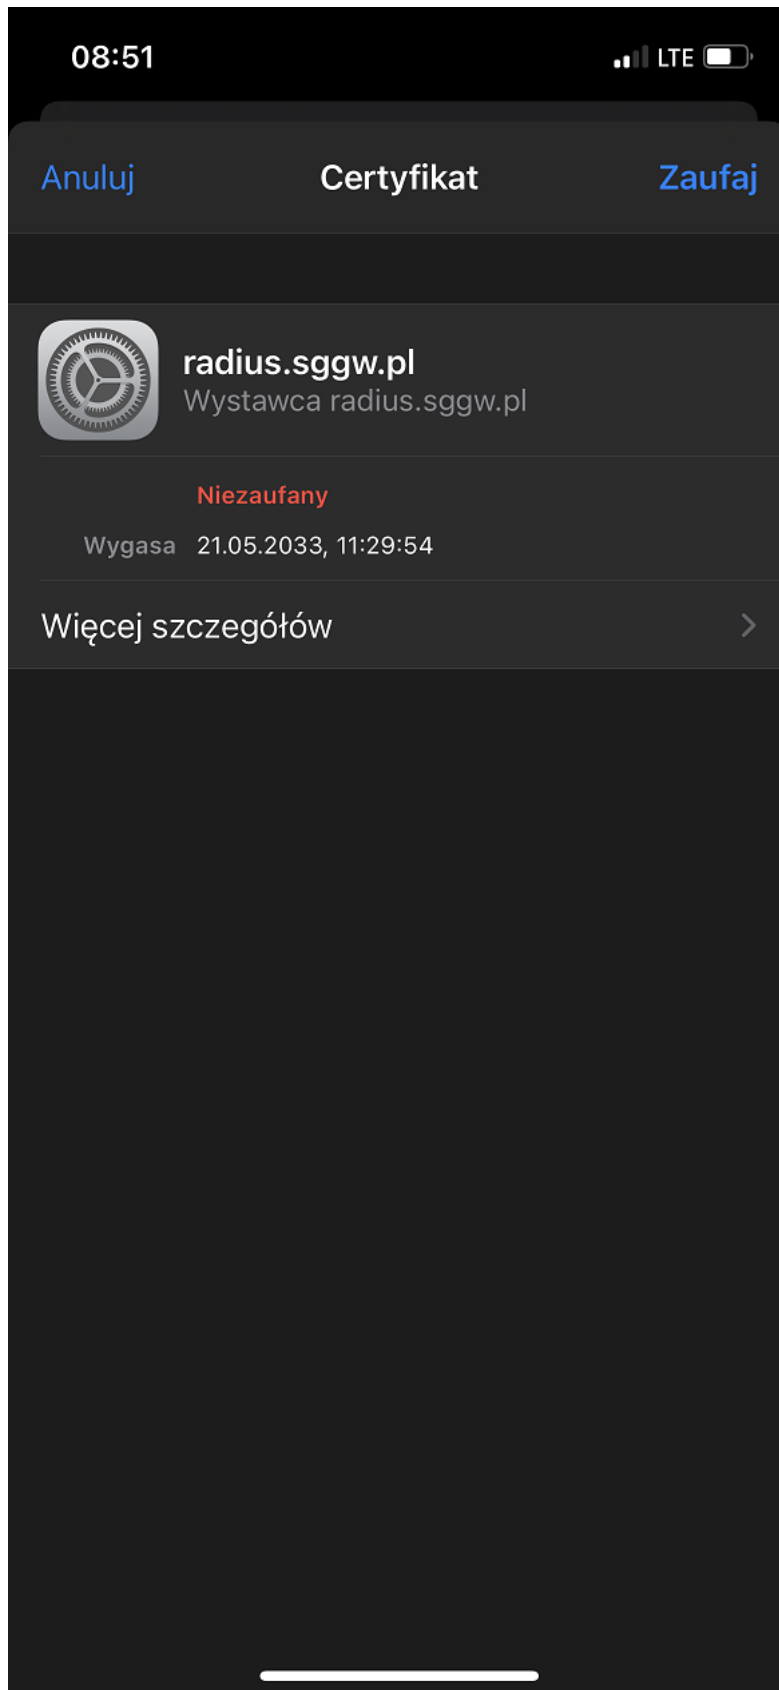 08:51 LTE
Anuluj Certyfikat Zaufaj
radius.sggw.pl
Wystawca radius.sggw.pl
Niezaufany
Wygasa 21.05.2033, 11:29:54
Więcej szczegółów